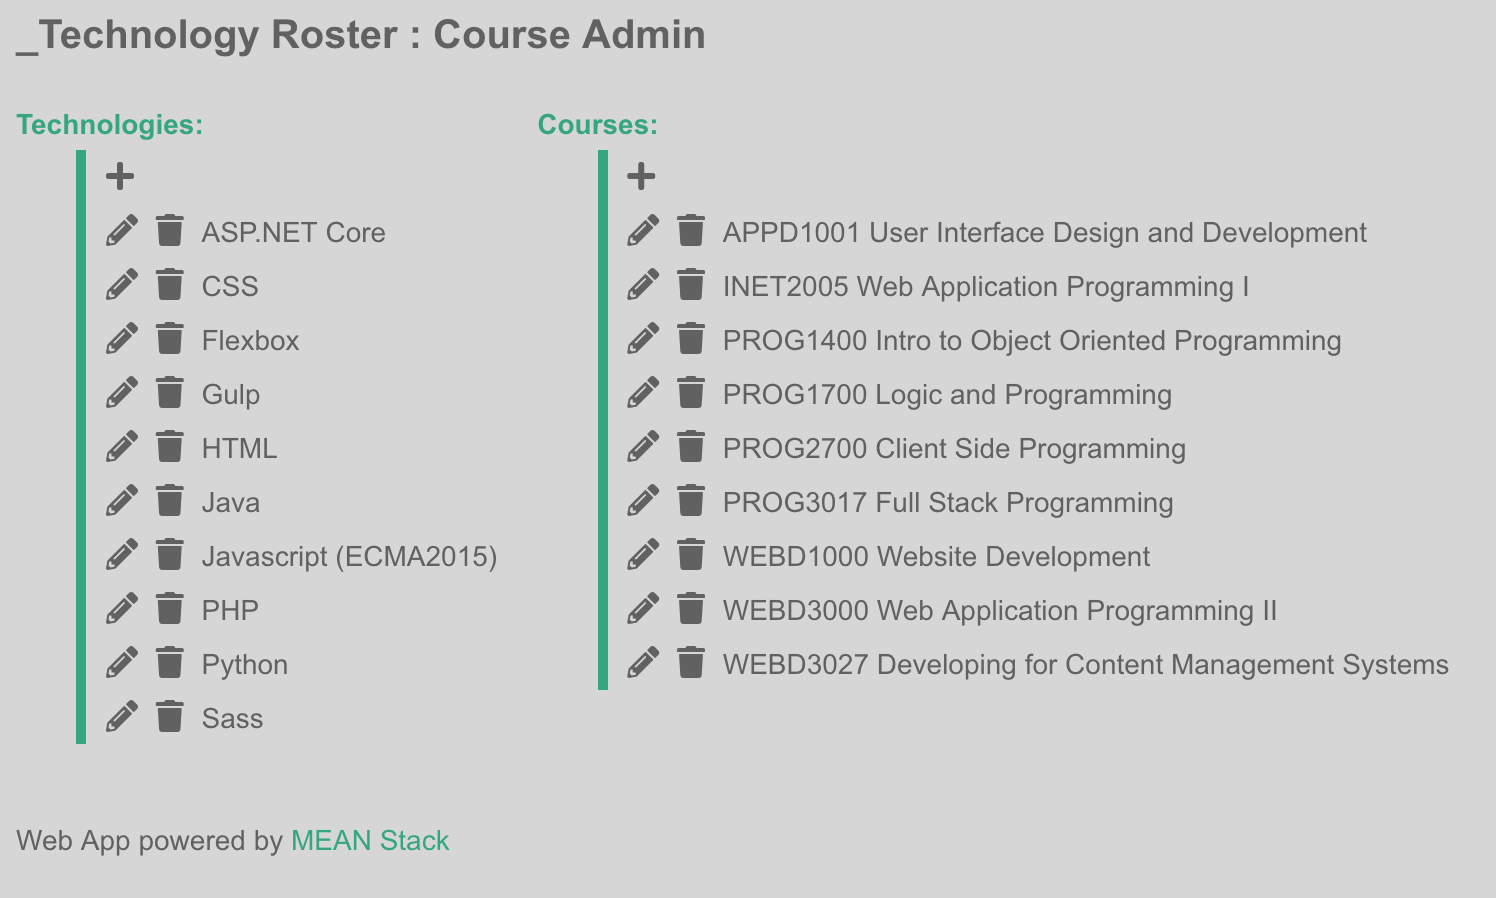 _Technology Roster : Course Admin
Technologies:
ASP.NET Core
CSS
Flexbox
Gulp
HTML
Java
Javascript (ECMA2015)
PHP
Python
Sass
Courses:
APPD1001 User Interface Design and Development
INET2005 Web Application Programming I
PROG1400 Intro to Object Oriented Programming
PROG1700 Logic and Programming
PROG2700 Client Side Programming
PROG3017 Full Stack Programming
WEBD1000 Website Development
WEBD3000 Web Application Programming II
WEBD3027 Developing for Content Management Systems
Web App powered by MEAN Stack